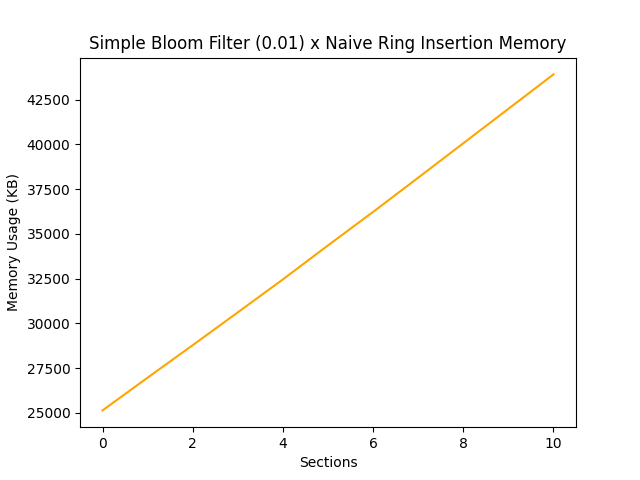 Simple Bloom Filter (0.01) x Naive Ring Insertion Memory
42500
40000
37500
35000
32500
30000
27500
25000
Memory Usage (KB)
0 2 4 6 8 10
Sections